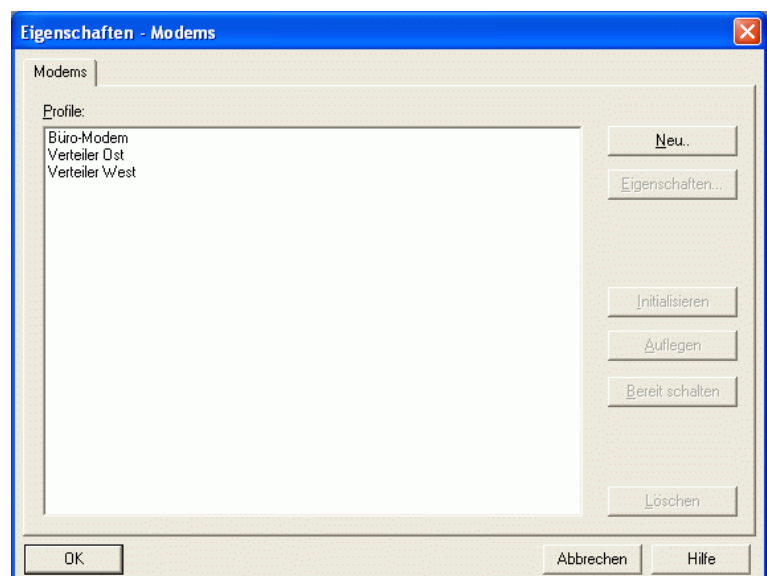 Eigenschaften - Modems
Modems
Profile:
Büro-Modem
Verteiler Ost
Verteiler West
Neu..
Eigenschaften...
Initialisieren
Auflegen
Bereit schalten
Löschen
OK
Abbrechen
Hilfe